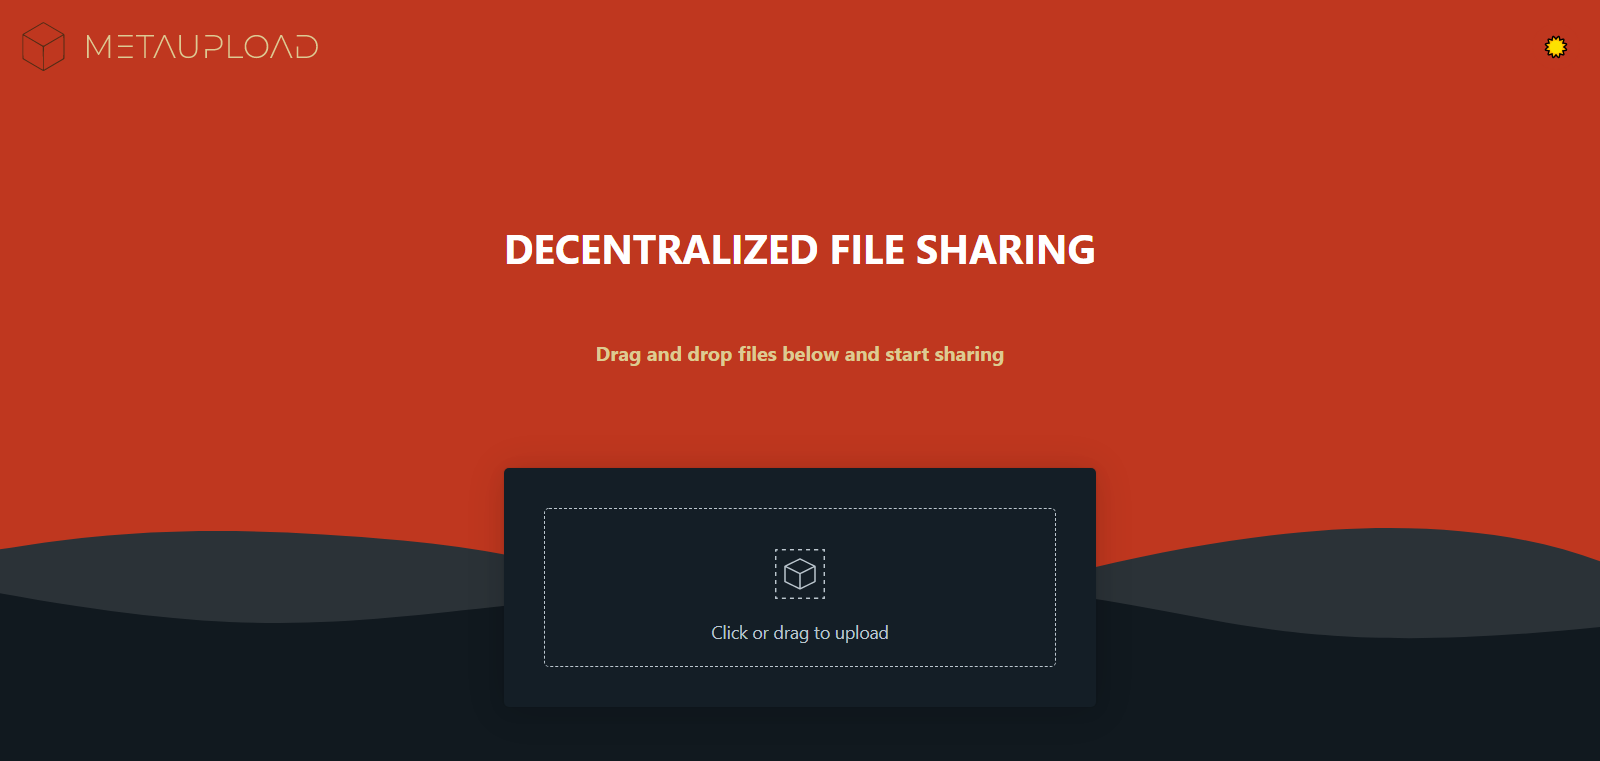 METAUPLOAD
DECENTRALIZED FILE SHARING
Drag and drop files below and start sharing
Click or drag to upload